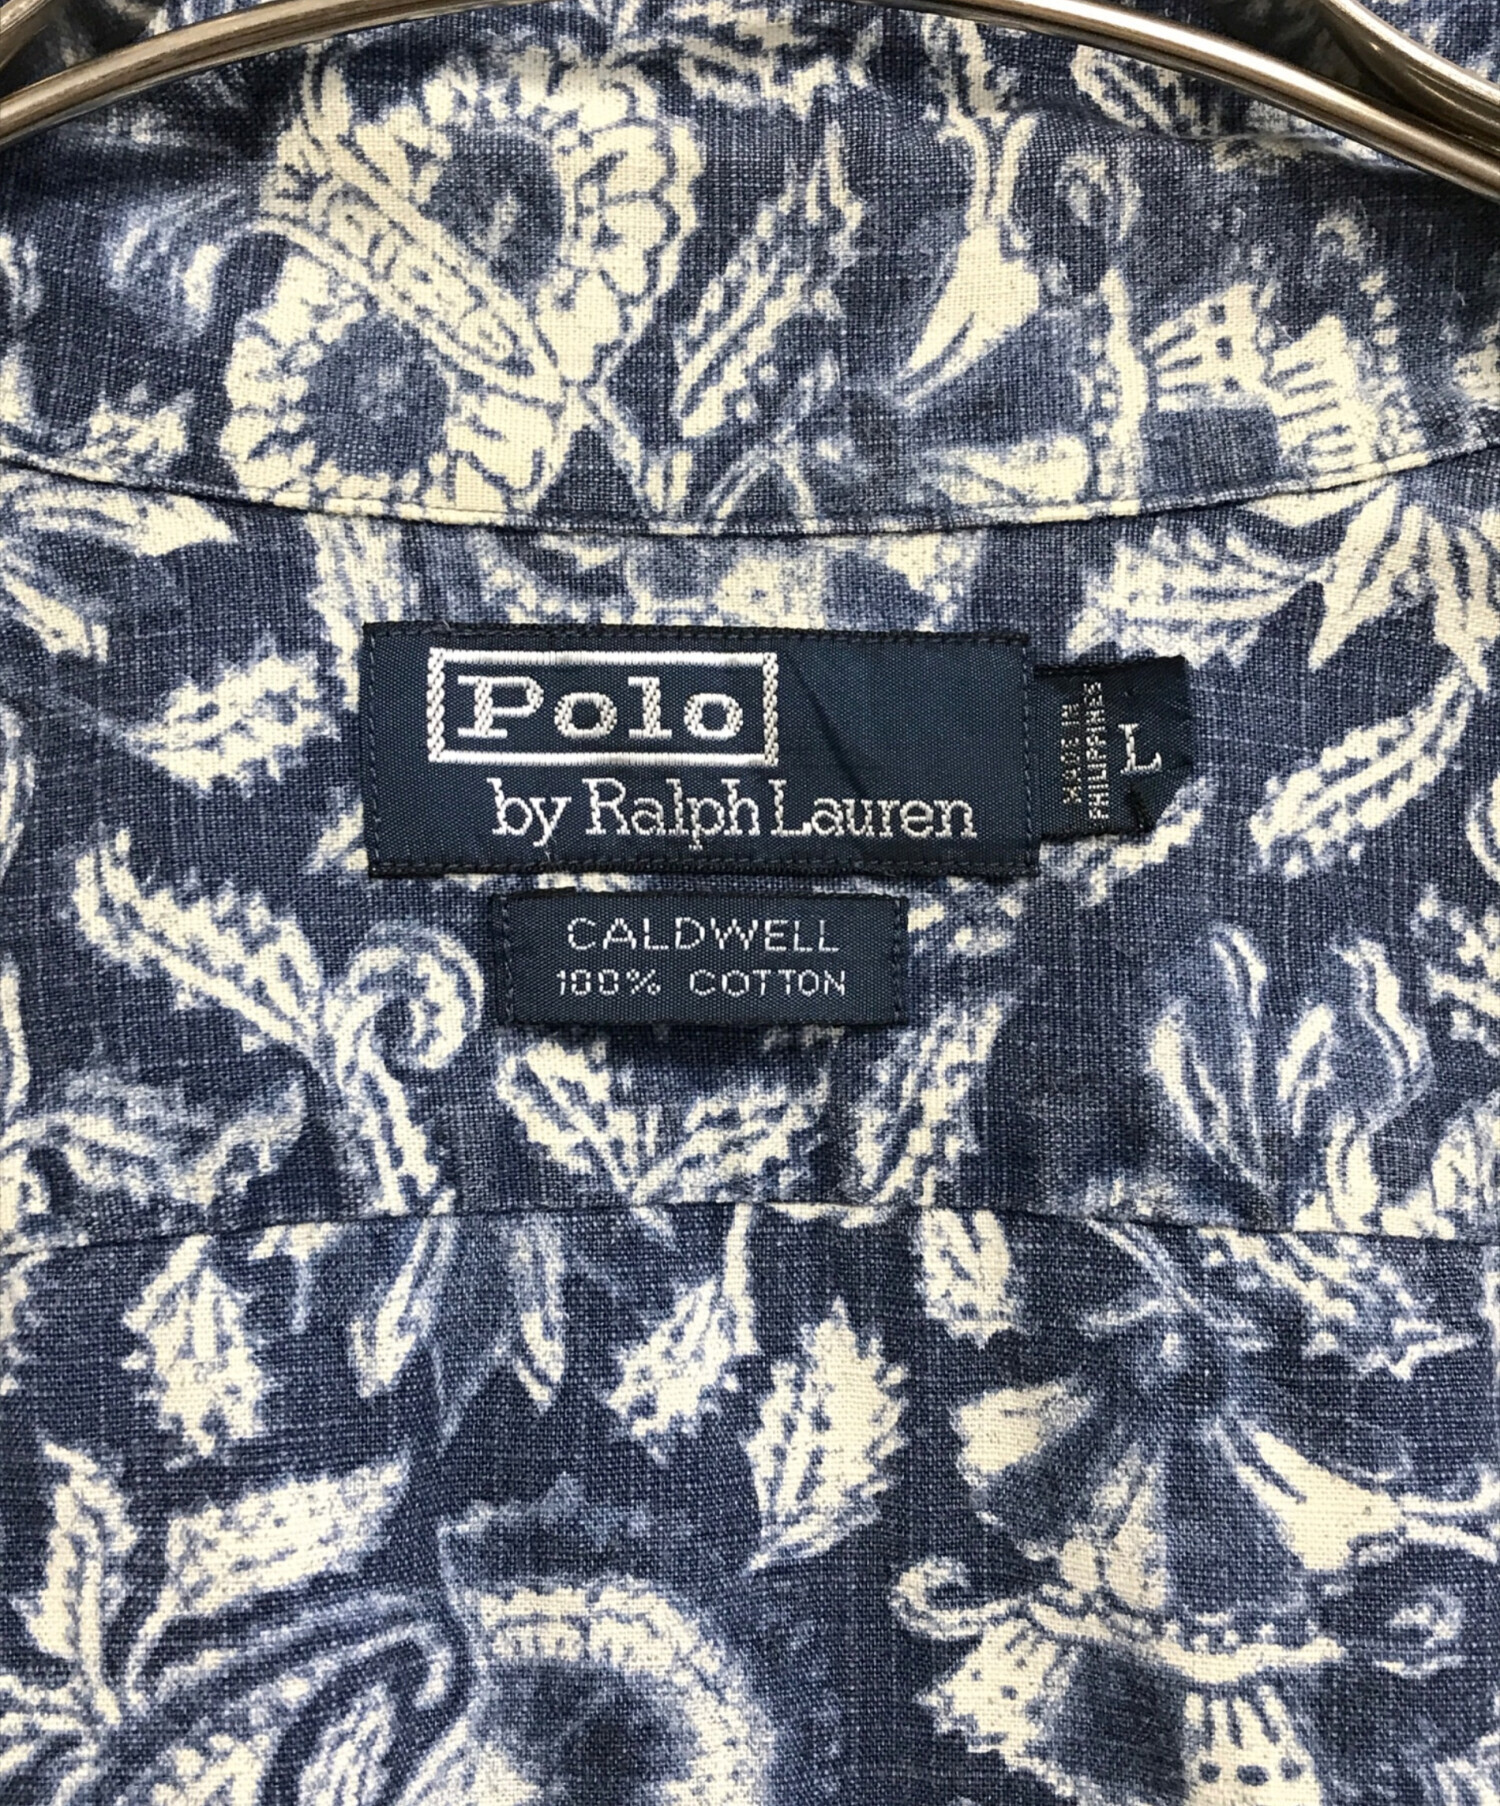 Polo
by Ralph Lauren
MADE IN
PHILIPPINES
L
CALDWELL
100% COTTON